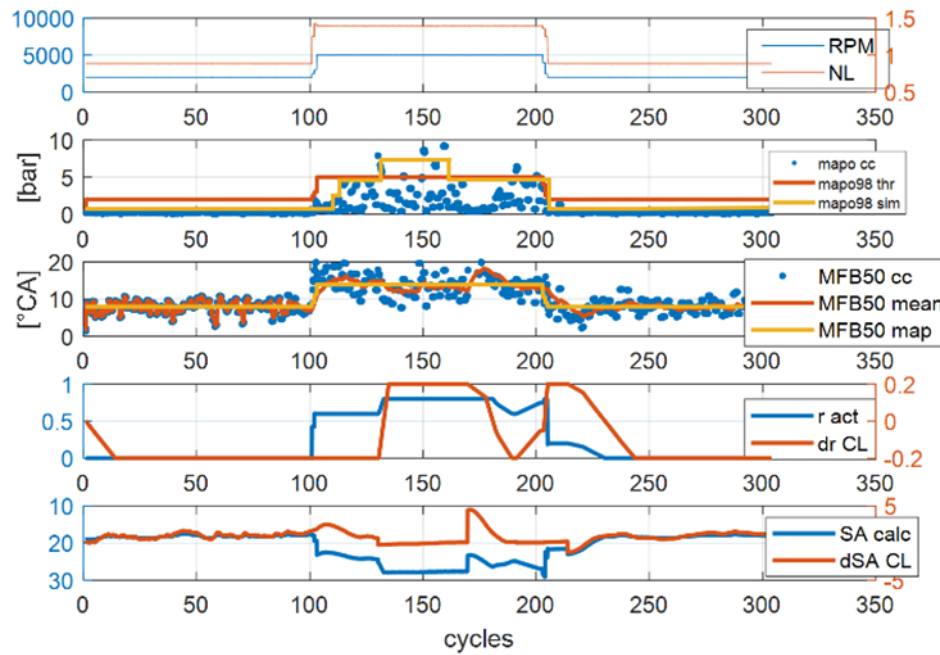 10000
5000
0
1.5
1
0.5
RPM
NL
0 50 100 150 200 250 300 350
[bar]
10
5
0
mapo cc
mapo98 thr
mapo98 sim
0 50 100 150 200 250 300 350
[°CA]
20
10
0
MFB50 cc
MFB50 mean
MFB50 map
0 50 100 150 200 250 300 350
1
0.5
0
0.2
0
-0.2
r act
dr CL
0 50 100 150 200 250 300 350
10
20
30
5
-5
SA calc
dSA CL
0 50 100 150 200 250 300 350
cycles